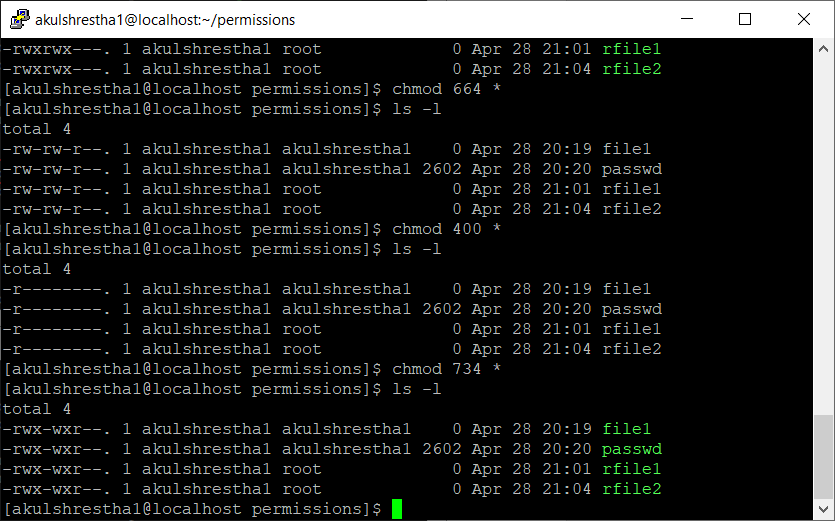 akulshrestha1@localhost:~/permissions
-rwxrwx---. 1 akulshrestha1 root             0 Apr 28 21:01 rfile1
-rwxrwx---. 1 akulshrestha1 root             0 Apr 28 21:04 rfile2
[akulshrestha1@localhost permissions]$ chmod 664 *
[akulshrestha1@localhost permissions]$ ls -l
total 4
-rw-rw-r--. 1 akulshrestha1 akulshrestha1    0 Apr 28 20:19 file1
-rw-rw-r--. 1 akulshrestha1 akulshrestha1 2602 Apr 28 20:20 passwd
-rw-rw-r--. 1 akulshrestha1 root             0 Apr 28 21:01 rfile1
-rw-rw-r--. 1 akulshrestha1 root             0 Apr 28 21:04 rfile2
[akulshrestha1@localhost permissions]$ chmod 400 *
[akulshrestha1@localhost permissions]$ ls -l
total 4
-r--------. 1 akulshrestha1 akulshrestha1    0 Apr 28 20:19 file1
-r--------. 1 akulshrestha1 akulshrestha1 2602 Apr 28 20:20 passwd
-r--------. 1 akulshrestha1 root             0 Apr 28 21:01 rfile1
-r--------. 1 akulshrestha1 root             0 Apr 28 21:04 rfile2
[akulshrestha1@localhost permissions]$ chmod 734 *
[akulshrestha1@localhost permissions]$ ls -l
total 4
-rwx-wxr--. 1 akulshrestha1 akulshrestha1    0 Apr 28 20:19 file1
-rwx-wxr--. 1 akulshrestha1 akulshrestha1 2602 Apr 28 20:20 passwd
-rwx-wxr--. 1 akulshrestha1 root             0 Apr 28 21:01 rfile1
-rwx-wxr--. 1 akulshrestha1 root             0 Apr 28 21:04 rfile2
[akulshrestha1@localhost permissions]$